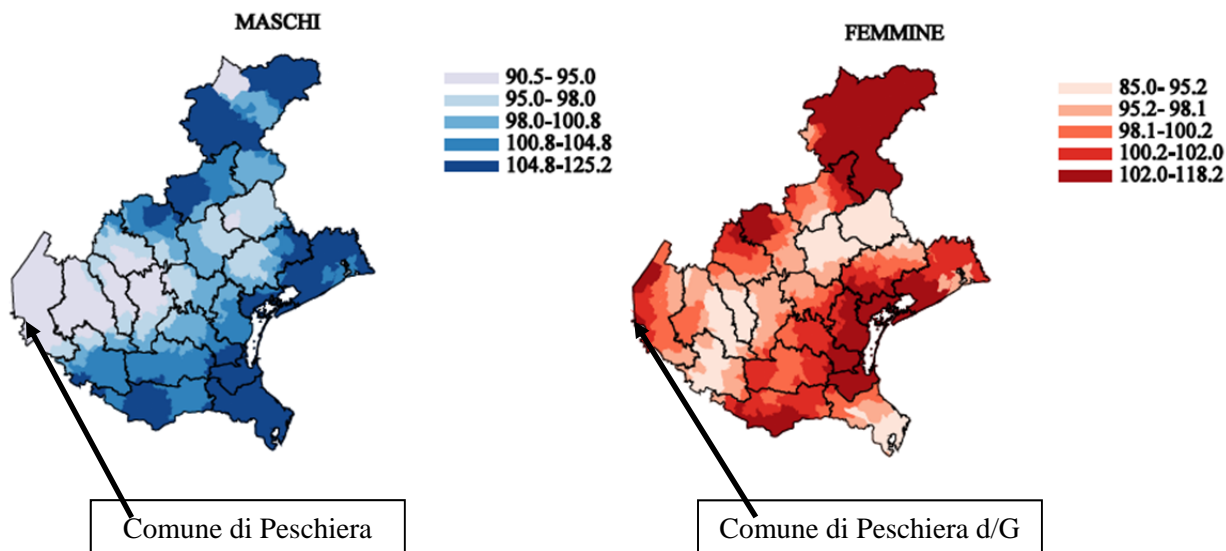 MASCHI
90.5- 95.0
95.0- 98.0
98.0-100.8
100.8-104.8
104.8-125.2
Comune di Peschiera
FEMMINE
85.0- 95.2
95.2- 98.1
98.1-100.2
100.2-102.0
102.0-118.2
Comune di Peschiera d/G